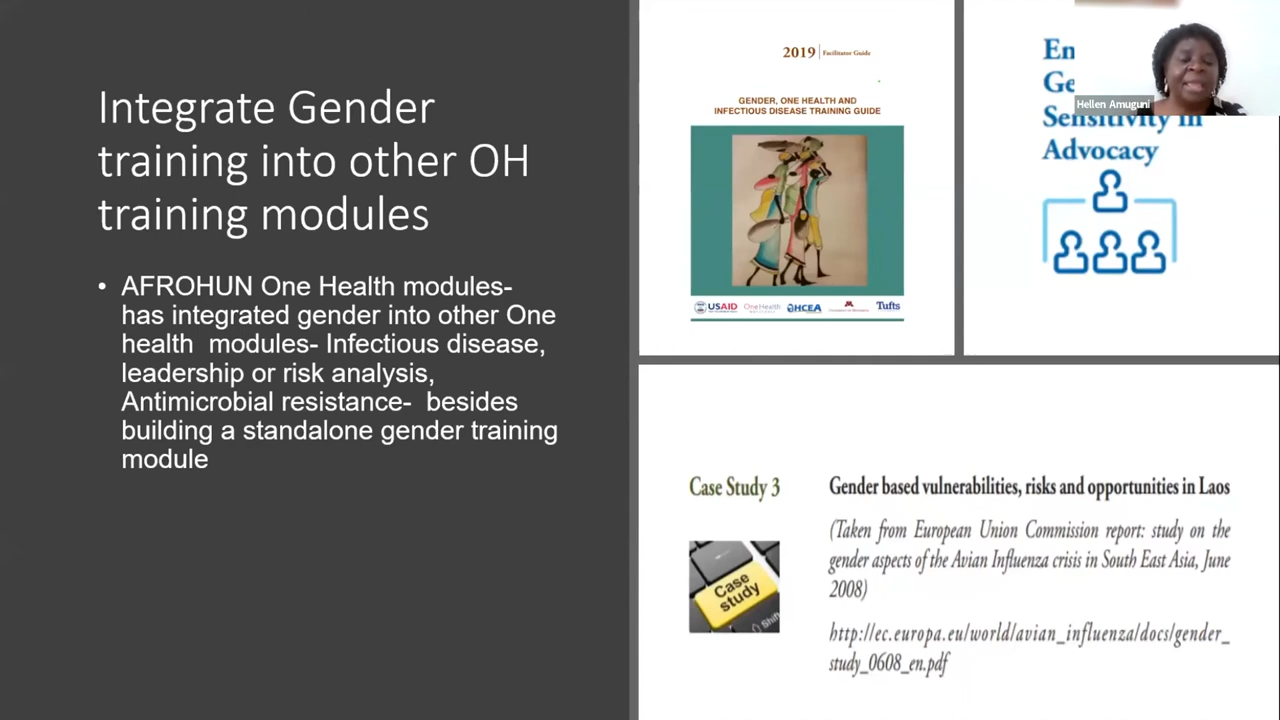 Integrate Gender
training into other OH
training modules
• AFROHUN One Health modules-
has integrated gender into other One
health modules- Infectious disease,
leadership or risk analysis,
Antimicrobial resistance- besides
building a standalone gender training
module
2019 | Facilitator Guide
GENDER, ONE HEALTH AND
INFECTIOUS DISEASE TRAINING GUIDE
USAID
OneHealth
OHCEA
Tufts
En
Ge
Hellen Amuguni
Sensitivity in
Advocacy
Case Study 3
Gender based vulnerabilities, risks and opportunities in Laos
(Taken from European Union Commission report: study on the
gender aspects of the Avian Influenza crisis in South East Asia, June
2008)
Case
study
Shift
http://ec.europa.eu/world/avian_influenza/docs/gender_
study_0608_en.pdf